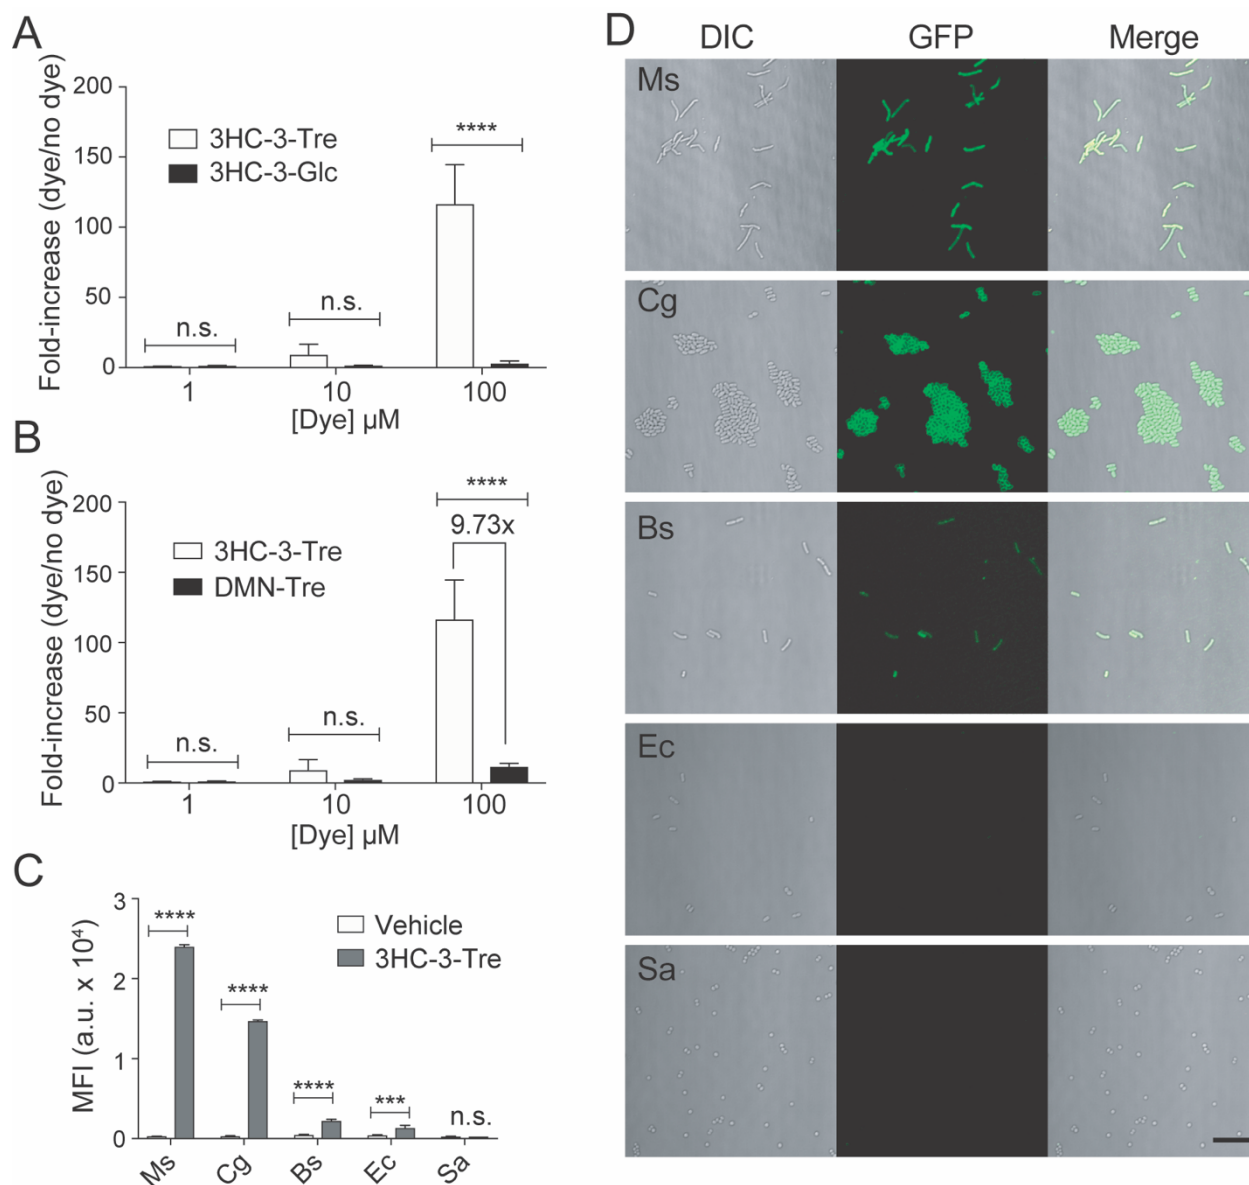 A
Fold-increase (dye/no dye)
200
150
100
50
0
3HC-3-Tre
3HC-3-Glc
n.s.
n.s.
****
1
10
100
[Dye] µM
B
Fold-increase (dye/no dye)
200
150
100
50
0
3HC-3-Tre
DMN-Tre
n.s.
n.s.
****
9.73x
1
10
100
[Dye] µM
C
MFI (a.u. x 10⁴)
3
2
1
0
Vehicle
3HC-3-Tre
****
****
****
***
n.s.
Ms
Cg
Bs
Ec
Sa
D
DIC
GFP
Merge
Ms
Cg
Bs
Ec
Sa